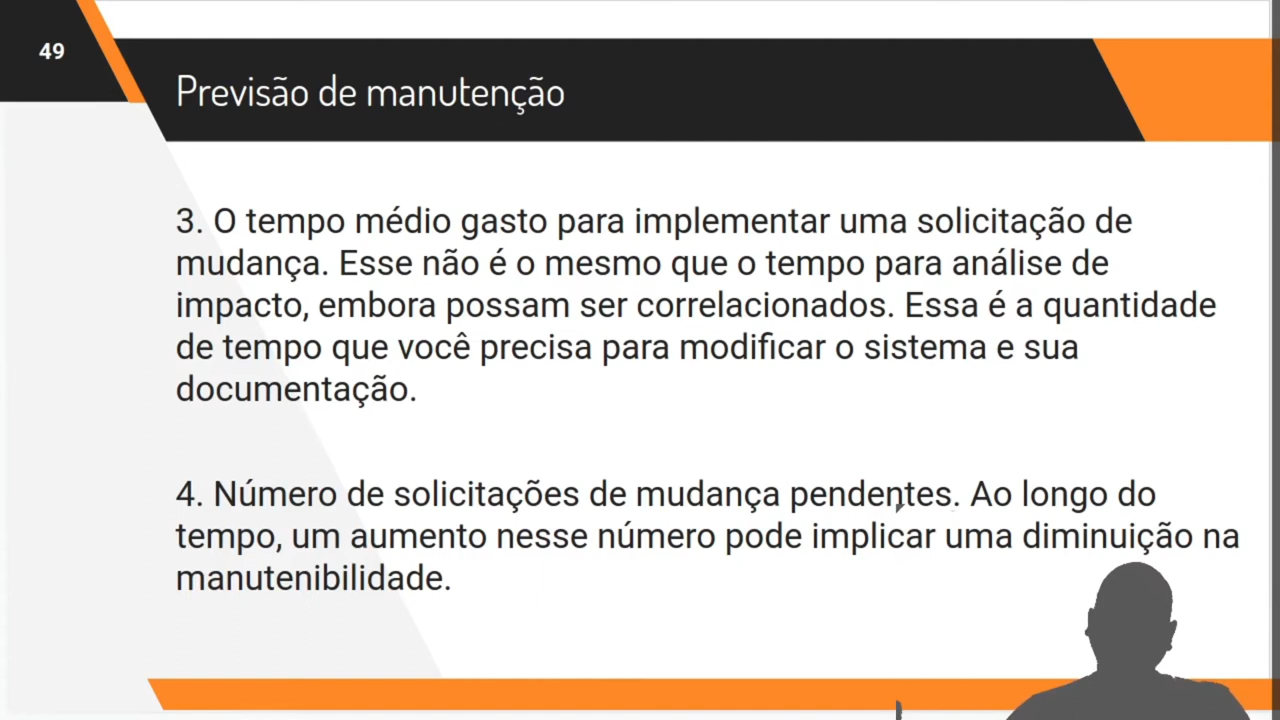 49
Previsão de manutenção
3. O tempo médio gasto para implementar uma solicitação de
mudança. Esse não é o mesmo que o tempo para análise de
impacto, embora possam ser correlacionados. Essa é a quantidade
de tempo que você precisa para modificar o sistema e sua
documentação.
4. Número de solicitações de mudança pendentes. Ao longo do
tempo, um aumento nesse número pode implicar uma diminuição na
manutenibilidade.